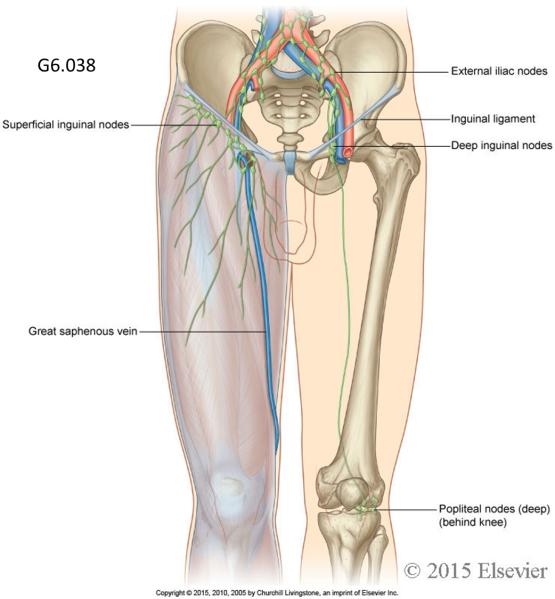 G6.038
External iliac nodes
Inguinal ligament
Superficial inguinal nodes
Deep inguinal nodes
Great saphenous vein
Popliteal nodes (deep)
(behind knee)
© 2015 Elsevier
Copyright © 2015, 2010, 2005 by Churchill Livingstone, an imprint of Elsevier Inc.